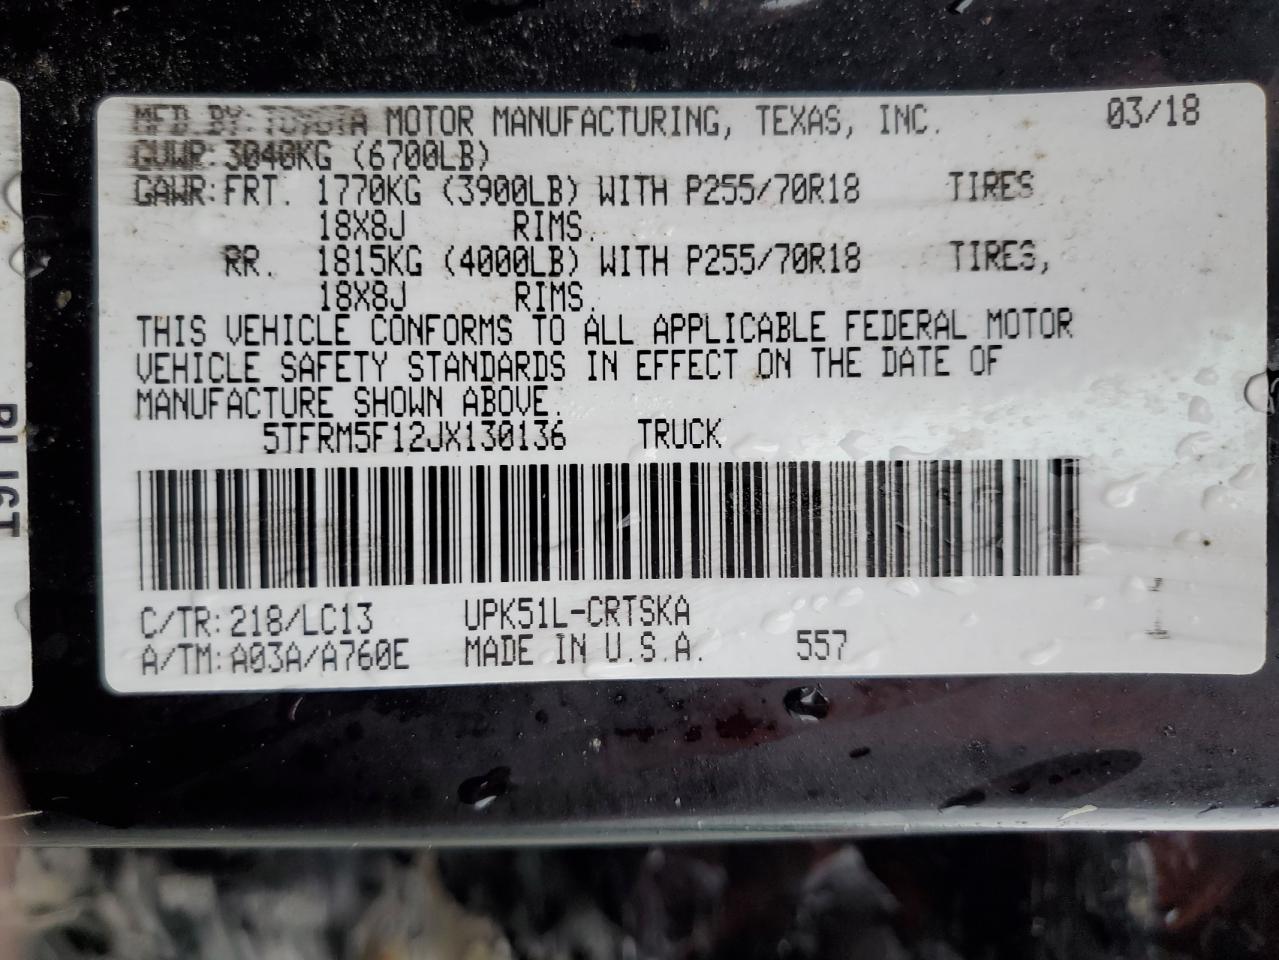 MFD.BY: TOYOTA MOTOR MANUFACTURING, TEXAS, INC. 03/18
GVWR: 3040KG (6700LB)
GAWR: FRT. 1770KG (3900LB) WITH P255/70R18 TIRES
18X8J RIMS.
RR. 1815KG (4000LB) WITH P255/70R18 TIRES,
18X8J RIMS.
THIS VEHICLE CONFORMS TO ALL APPLICABLE FEDERAL MOTOR
VEHICLE SAFETY STANDARDS IN EFFECT ON THE DATE OF
MANUFACTURE SHOWN ABOVE.
5TFRM5F12JX130136 TRUCK
C/TR: 218/LC13 UPK51L-CRTSKA
A/TM: A03A/A760E MADE IN U.S.A. 557